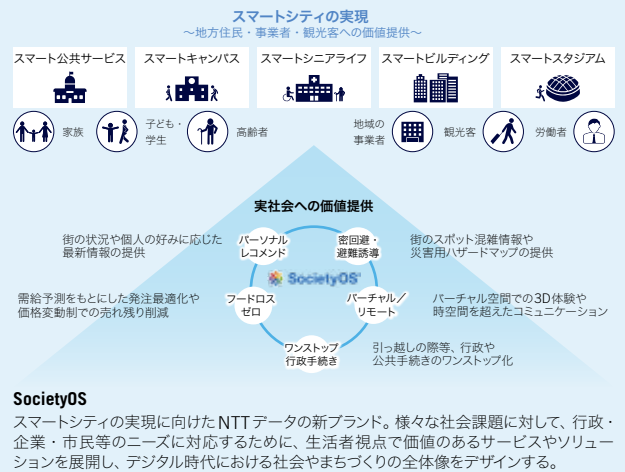 スマートシティの実現
～地方住民・事業者・観光客への価値提供～
スマート公共サービス
スマートキャンパス
スマートシニアライフ
スマートビルディング
スマートスタジアム
家族
子ども・
学生
高齢者
地域の
事業者
観光客
労働者
実社会への価値提供
街の状況や個人の好みに応じた
最新情報の提供
パーソナル
レコメンド
密回避・
避難誘導
街のスポット混雑情報や
災害用ハザードマップの提供
SocietyOS
需給予測をもとにした発注最適化や
価格変動制での売れ残り削減
フードロス
ゼロ
バーチャル／
リモート
バーチャル空間での3D体験や
時空間を超えたコミュニケーション
ワンストップ
行政手続き
引っ越しの際等、行政や
公共手続きのワンストップ化
SocietyOS
スマートシティの実現に向けたNTTデータの新ブランド。様々な社会課題に対して、行政・
企業・市民等のニーズに対応するために、生活者視点で価値のあるサービスやソリュー
ションを展開し、デジタル時代における社会やまちづくりの全体像をデザインする。